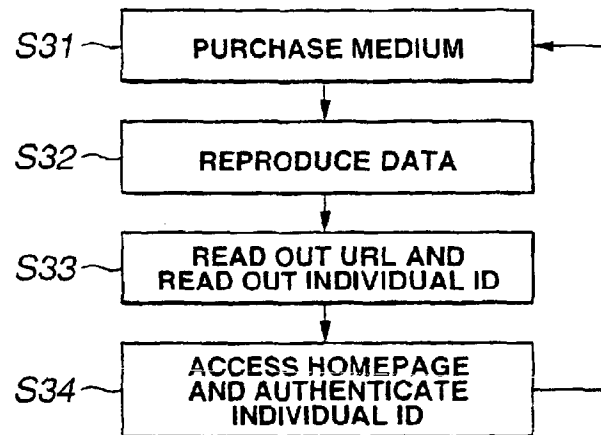 S31 PURCHASE MEDIUM
S32 REPRODUCE DATA
S33 READ OUT URL AND
READ OUT INDIVIDUAL ID
S34 ACCESS HOMEPAGE
AND AUTHENTICATE
INDIVIDUAL ID